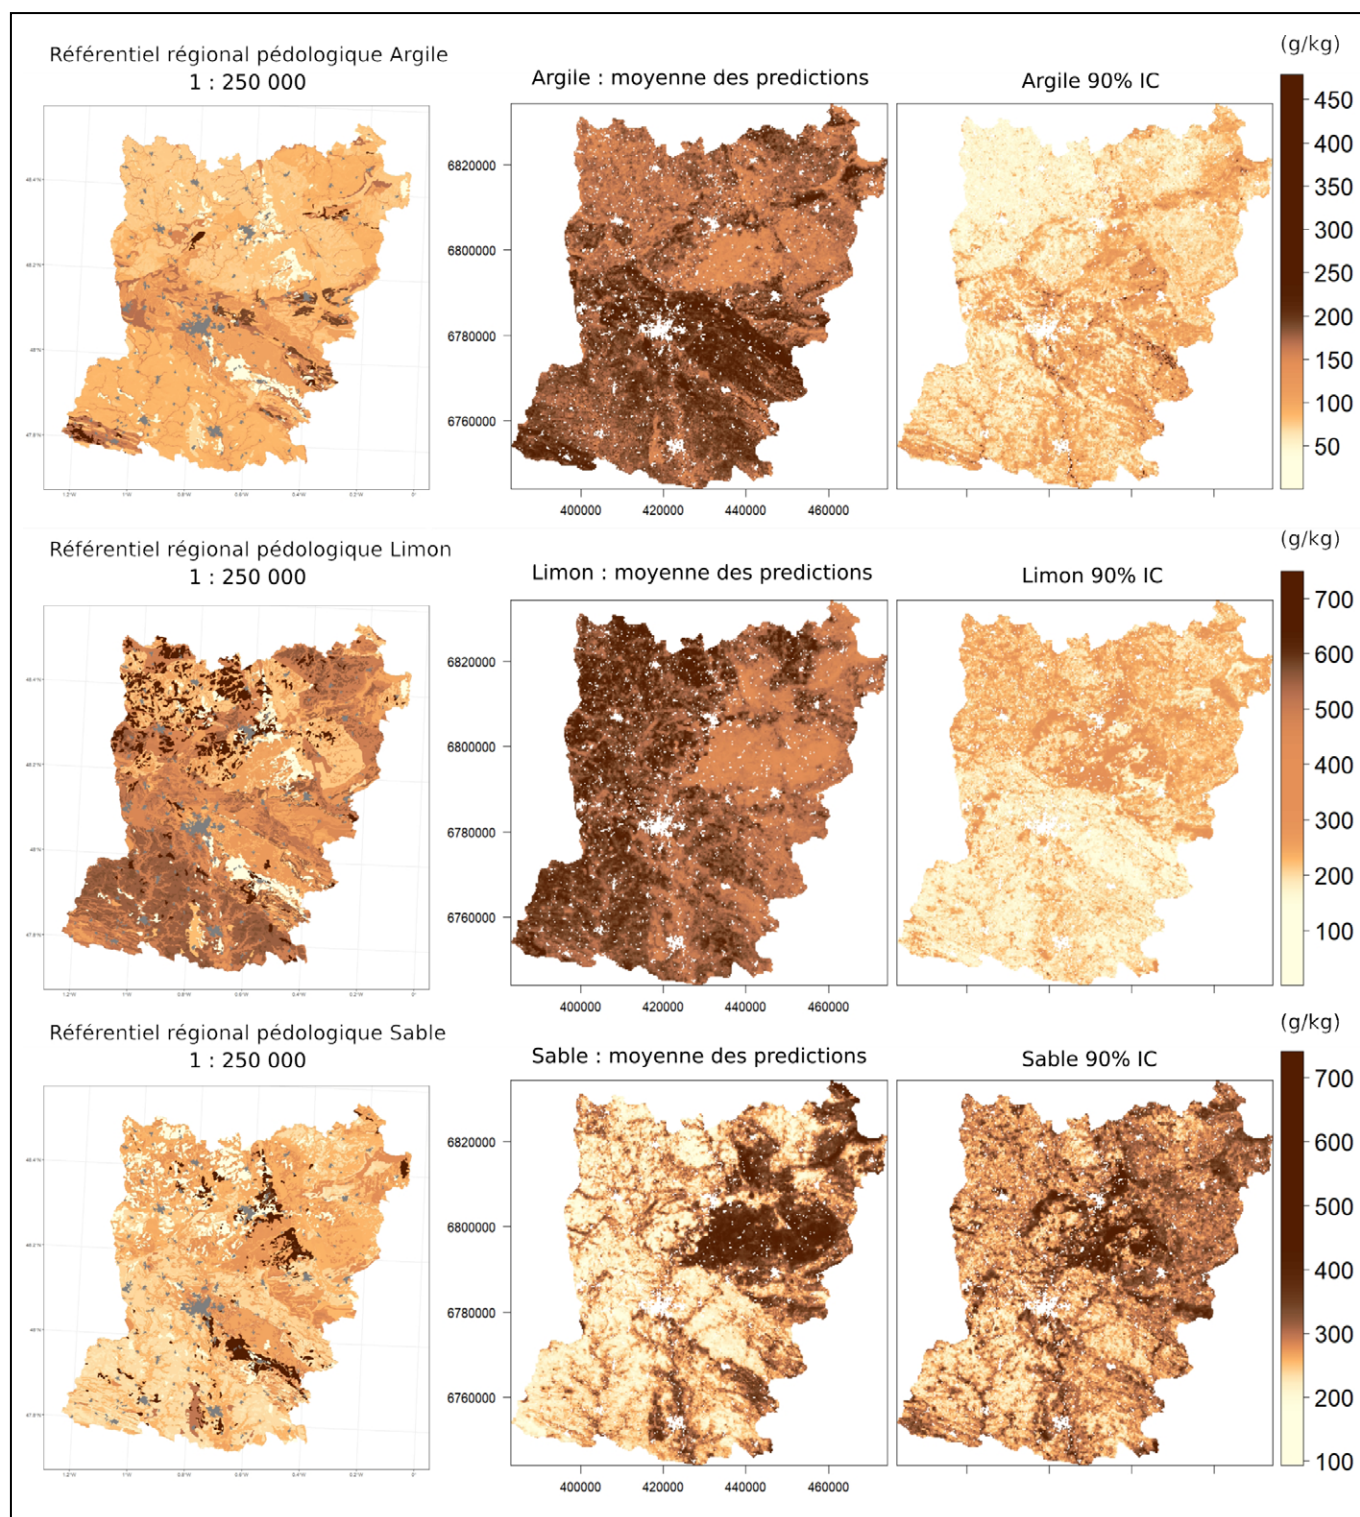 Référentiel régional pédologique Argile
1 : 250 000
Argile : moyenne des predictions
Argile 90% IC
(g/kg)
450
400
350
300
250
200
150
100
50
6820000
6800000
6780000
6760000
400000 420000 440000 460000
Référentiel régional pédologique Limon
1 : 250 000
Limon : moyenne des predictions
Limon 90% IC
(g/kg)
700
600
500
400
300
200
100
6820000
6800000
6780000
6760000
400000 420000 440000 460000
Référentiel régional pédologique Sable
1 : 250 000
Sable : moyenne des predictions
Sable 90% IC
(g/kg)
700
600
500
400
300
200
100
6820000
6800000
6780000
6760000
400000 420000 440000 460000